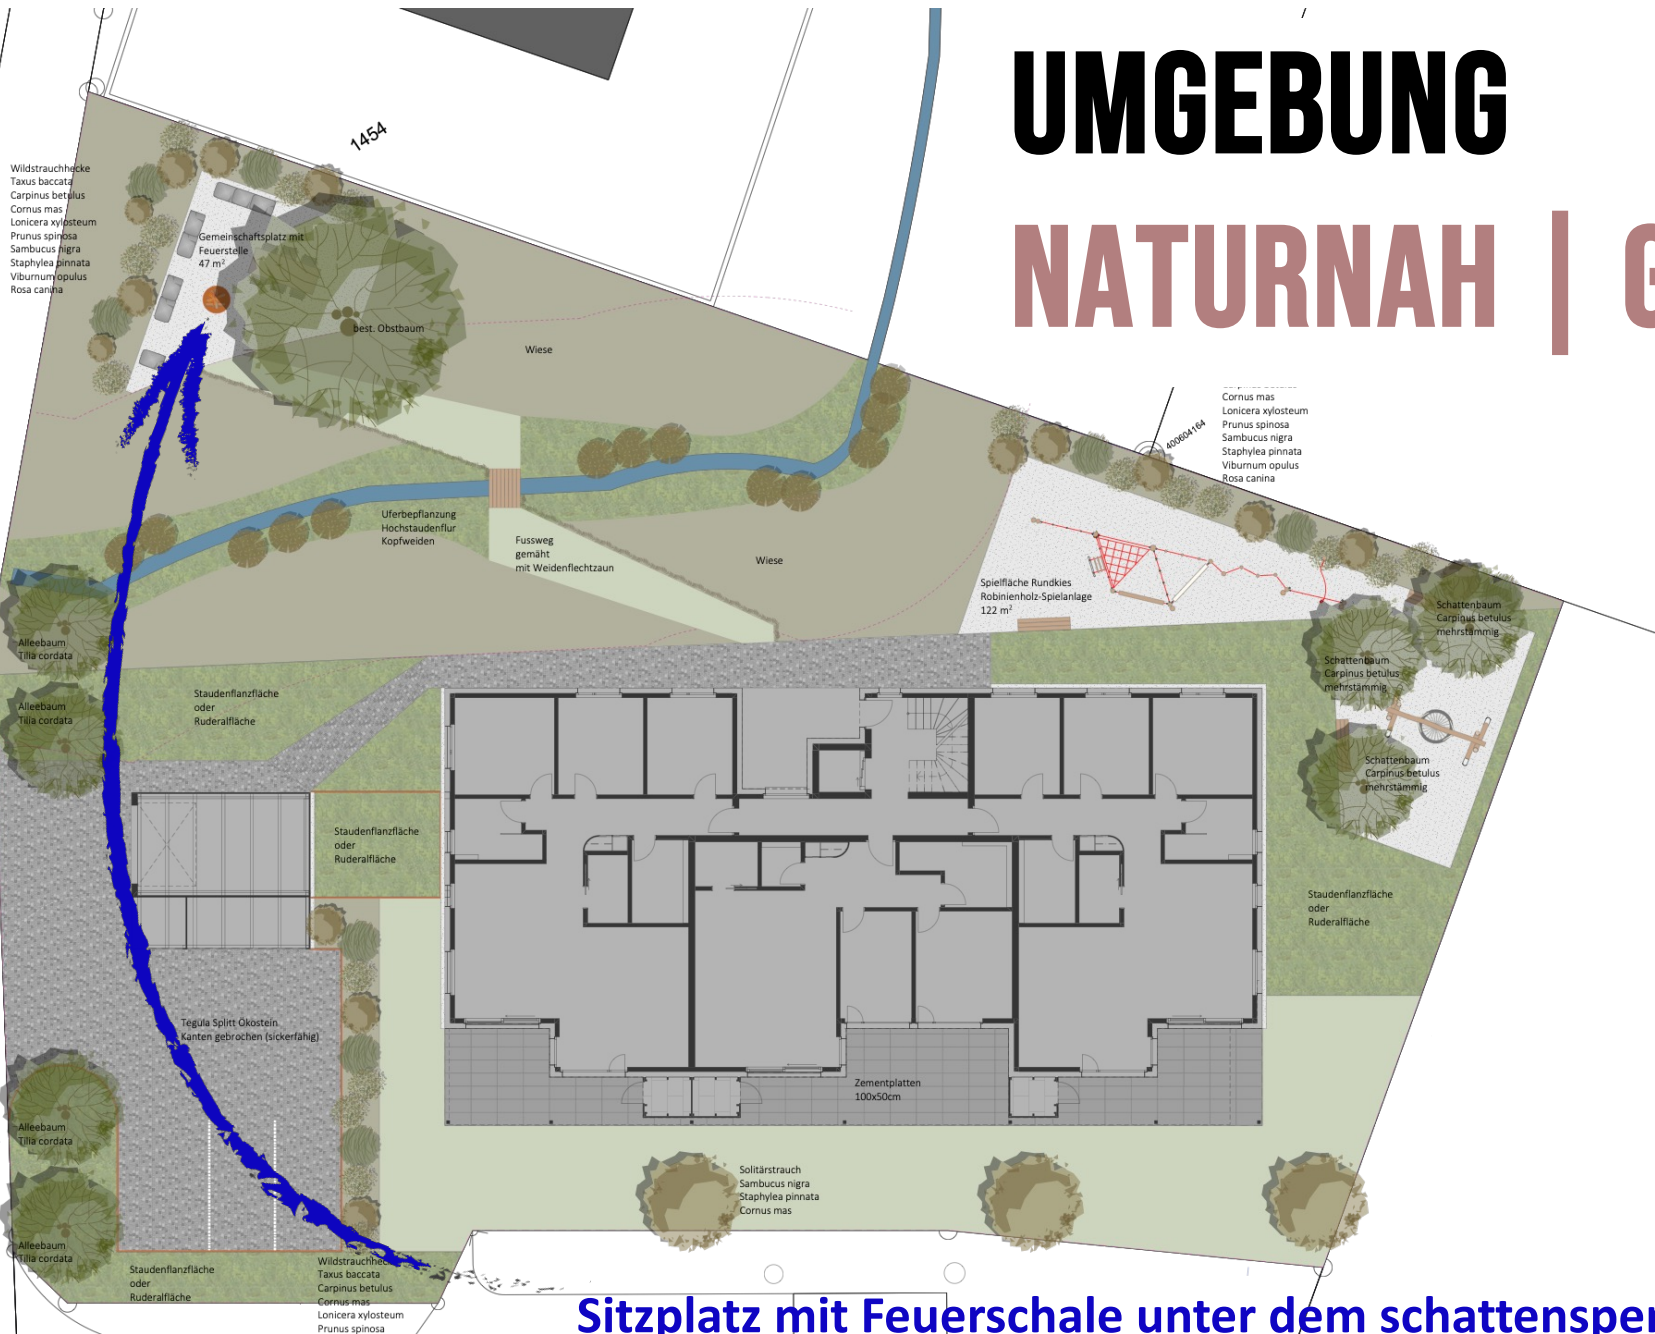 UMGEBUNG
NATURNAH |
1454
Wildstrauchhecke
Taxus baccata
Carpinus betulus
Cornus mas
Lonicera xylosteum
Prunus spinosa
Sambucus nigra
Staphylea pinnata
Viburnum opulus
Rosa canina
Gemeinschaftsplatz mit
Feuerstelle
47 m²
best. Obstbaum
Wiese
Cornus mas
Lonicera xylosteum
Prunus spinosa
Sambucus nigra
Staphylea pinnata
Viburnum opulus
Rosa canina
400604164
Uferbepflanzung
Hochstaudenflur
Kopfweiden
Fussweg
gemäht
mit Weidenflechtzaun
Wiese
Spielfläche Rundkies
Robinienholz-Spielanlage
122 m²
Schattenbaum
Carpinus betulus
mehrstämmig
Schattenbaum
Carpinus betulus
mehrstämmig
Schattenbaum
Carpinus betulus
mehrstämmig
Alleebaum
Tilia cordata
Alleebaum
Tilia cordata
Staudenflanzfläche
oder
Ruderalfläche
Staudenflanzfläche
oder
Ruderalfläche
Staudenflanzfläche
oder
Ruderalfläche
Tegula Splitt Ökostein
Kanten gebrochen (sickerfähig)
Zementplatten
100x50cm
Alleebaum
Tilia cordata
Solitärstrauch
Sambucus nigra
Staphylea pinnata
Cornus mas
Alleebaum
Tilia cordata
Staudenflanzfläche
oder
Ruderalfläche
Wildstrauchhec
Taxus baccata
Carpinus betulus
Cornus mas
Lonicera xylosteum
Prunus spinosa
Sitzplatz mit Feuerschale unter dem schattenspe